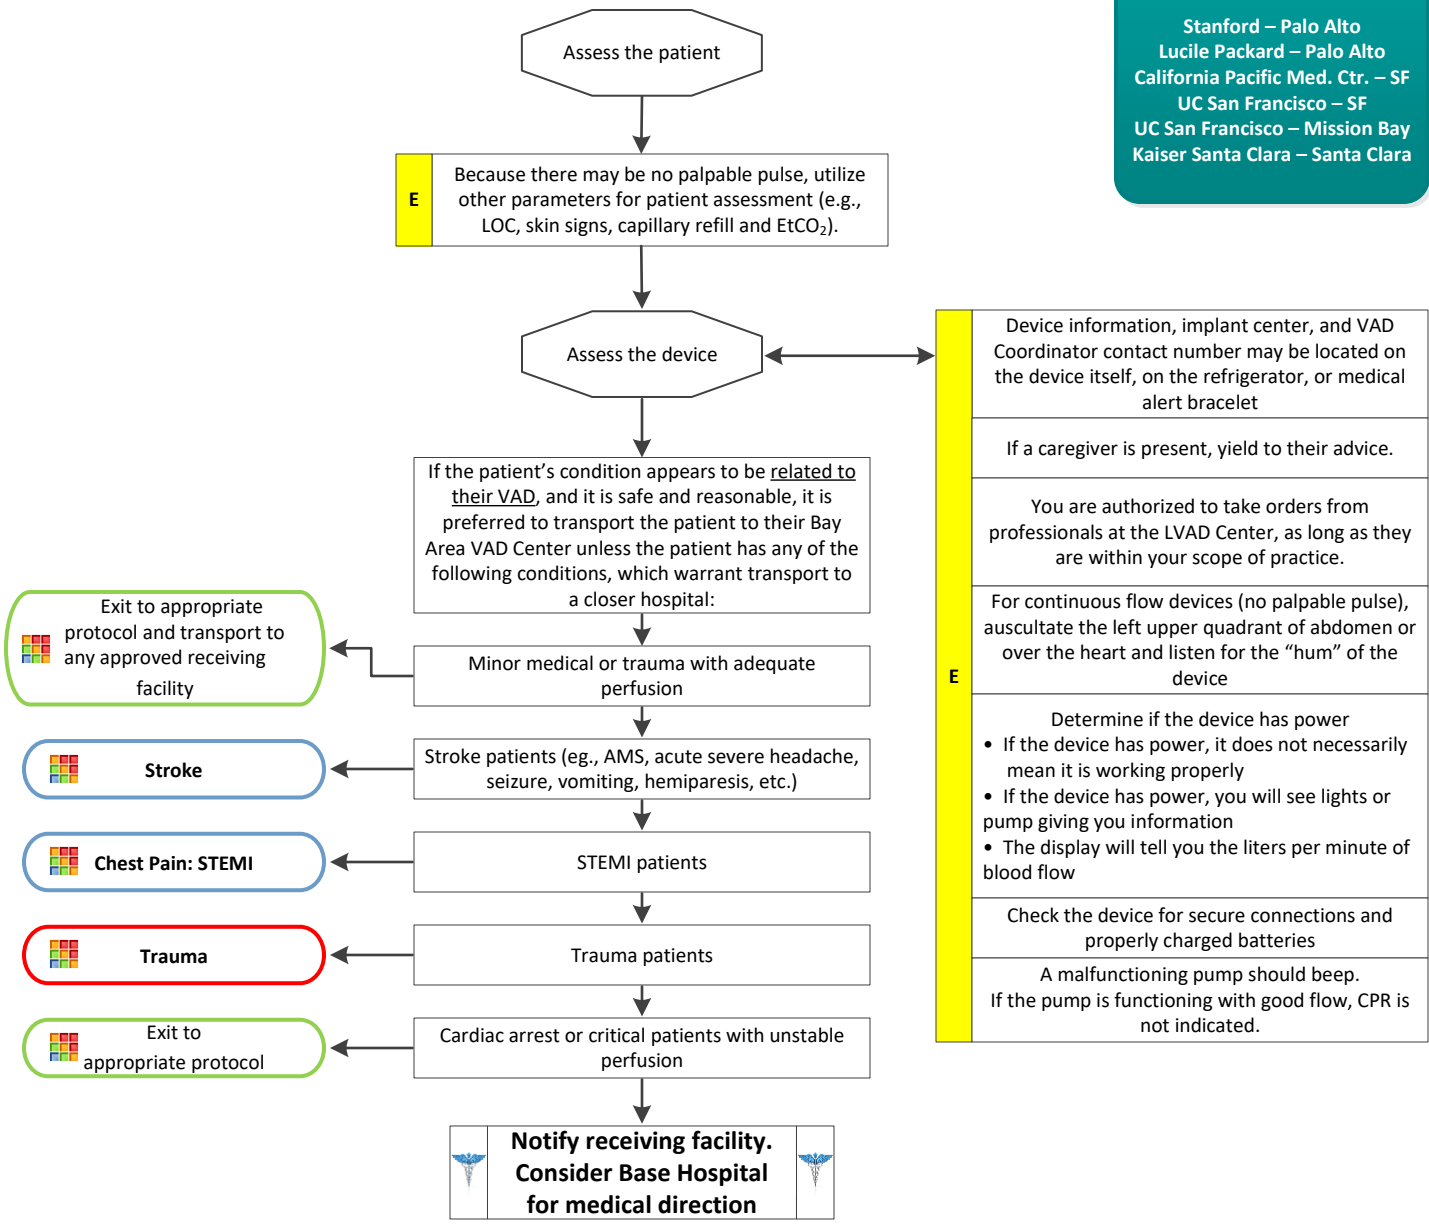 Stanford – Palo Alto
Lucile Packard – Palo Alto
California Pacific Med. Ctr. – SF
UC San Francisco – SF
UC San Francisco – Mission Bay
Kaiser Santa Clara – Santa Clara
Assess the patient
E
Because there may be no palpable pulse, utilize
other parameters for patient assessment (e.g.,
LOC, skin signs, capillary refill and EtCO₂).
Assess the device
E
Device information, implant center, and VAD
Coordinator contact number may be located on
the device itself, on the refrigerator, or medical
alert bracelet
If a caregiver is present, yield to their advice.
You are authorized to take orders from
professionals at the LVAD Center, as long as they
are within your scope of practice.
For continuous flow devices (no palpable pulse),
auscultate the left upper quadrant of abdomen or
over the heart and listen for the “hum” of the
device
Determine if the device has power
• If the device has power, it does not necessarily
mean it is working properly
• If the device has power, you will see lights or
pump giving you information
• The display will tell you the liters per minute of
blood flow
Check the device for secure connections and
properly charged batteries
A malfunctioning pump should beep.
If the pump is functioning with good flow, CPR is
not indicated.
If the patient’s condition appears to be related to
their VAD, and it is safe and reasonable, it is
preferred to transport the patient to their Bay
Area VAD Center unless the patient has any of the
following conditions, which warrant transport to
a closer hospital:
Minor medical or trauma with adequate
perfusion
Exit to appropriate
protocol and transport to
any approved receiving
facility
Stroke patients (eg., AMS, acute severe headache,
seizure, vomiting, hemiparesis, etc.)
Stroke
STEMI patients
Chest Pain: STEMI
Trauma patients
Trauma
Cardiac arrest or critical patients with unstable
perfusion
Exit to
appropriate protocol
Notify receiving facility.
Consider Base Hospital
for medical direction